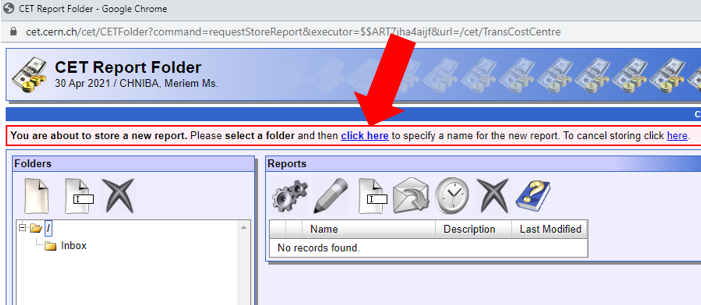 CET Report Folder - Google Chrome
cet.cern.ch/cet/CETFolder?command=requestStoreReport&executor=$$ART7jha4aijf&url=/cet/TransCostCentre
CET Report Folder
30 Apr 2021 / CHNIBA, Meriem Ms.
C
You are about to store a new report. Please select a folder and then click here to specify a name for the new report. To cancel storing click here.
Folders
Reports
/
Inbox
Name Description Last Modified
No records found.